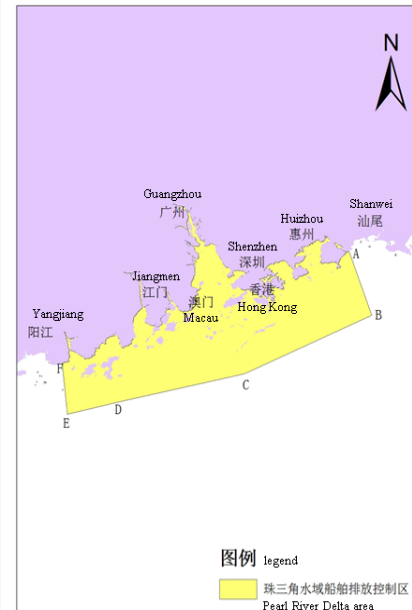 N
Guangzhou
广州
Shanwei
汕尾
Huizhou
惠州
Shenzhen
深圳
A
Jiangmen
江门
澳门
Macau
香港
Hong Kong
B
Yangjiang
阳江
F
C
D
E
图例 legend
珠三角水域船舶排放控制区
Pearl River Delta area